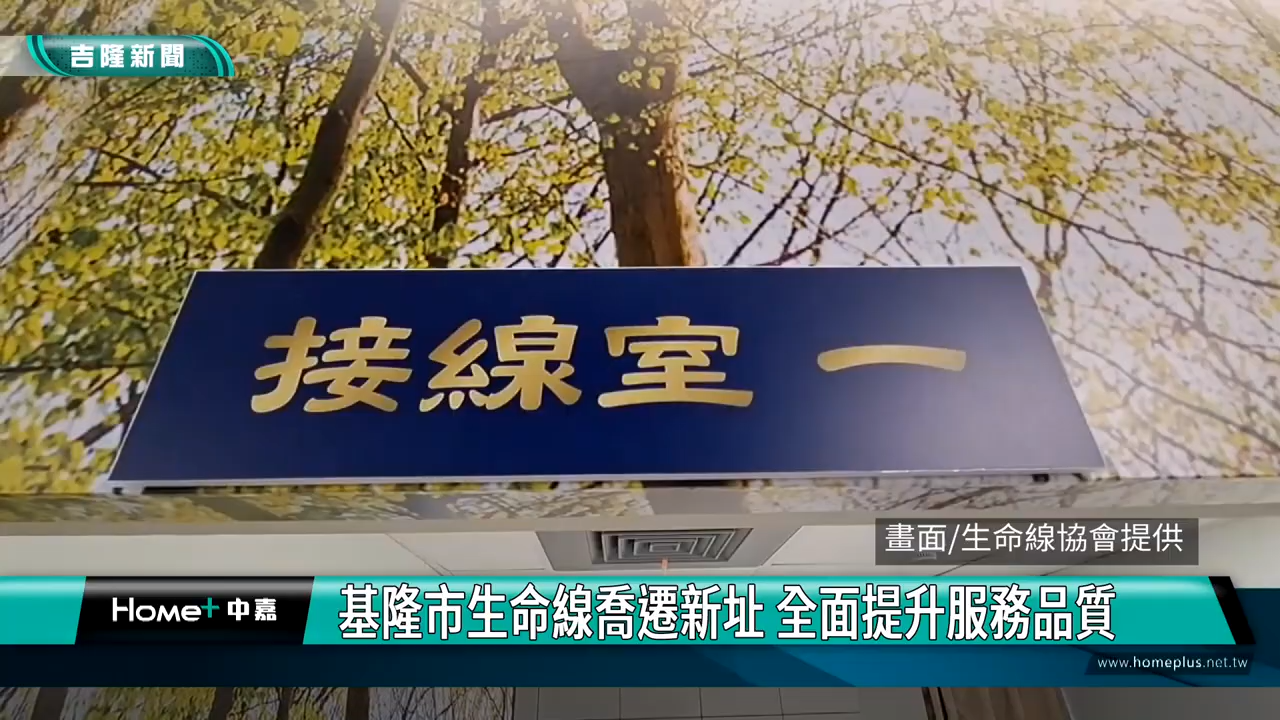 吉隆新聞
接線室 一
畫面/生命線協會提供
Home+ 中嘉
基隆市生命線喬遷新址 全面提升服務品質
www.homeplus.net.tw